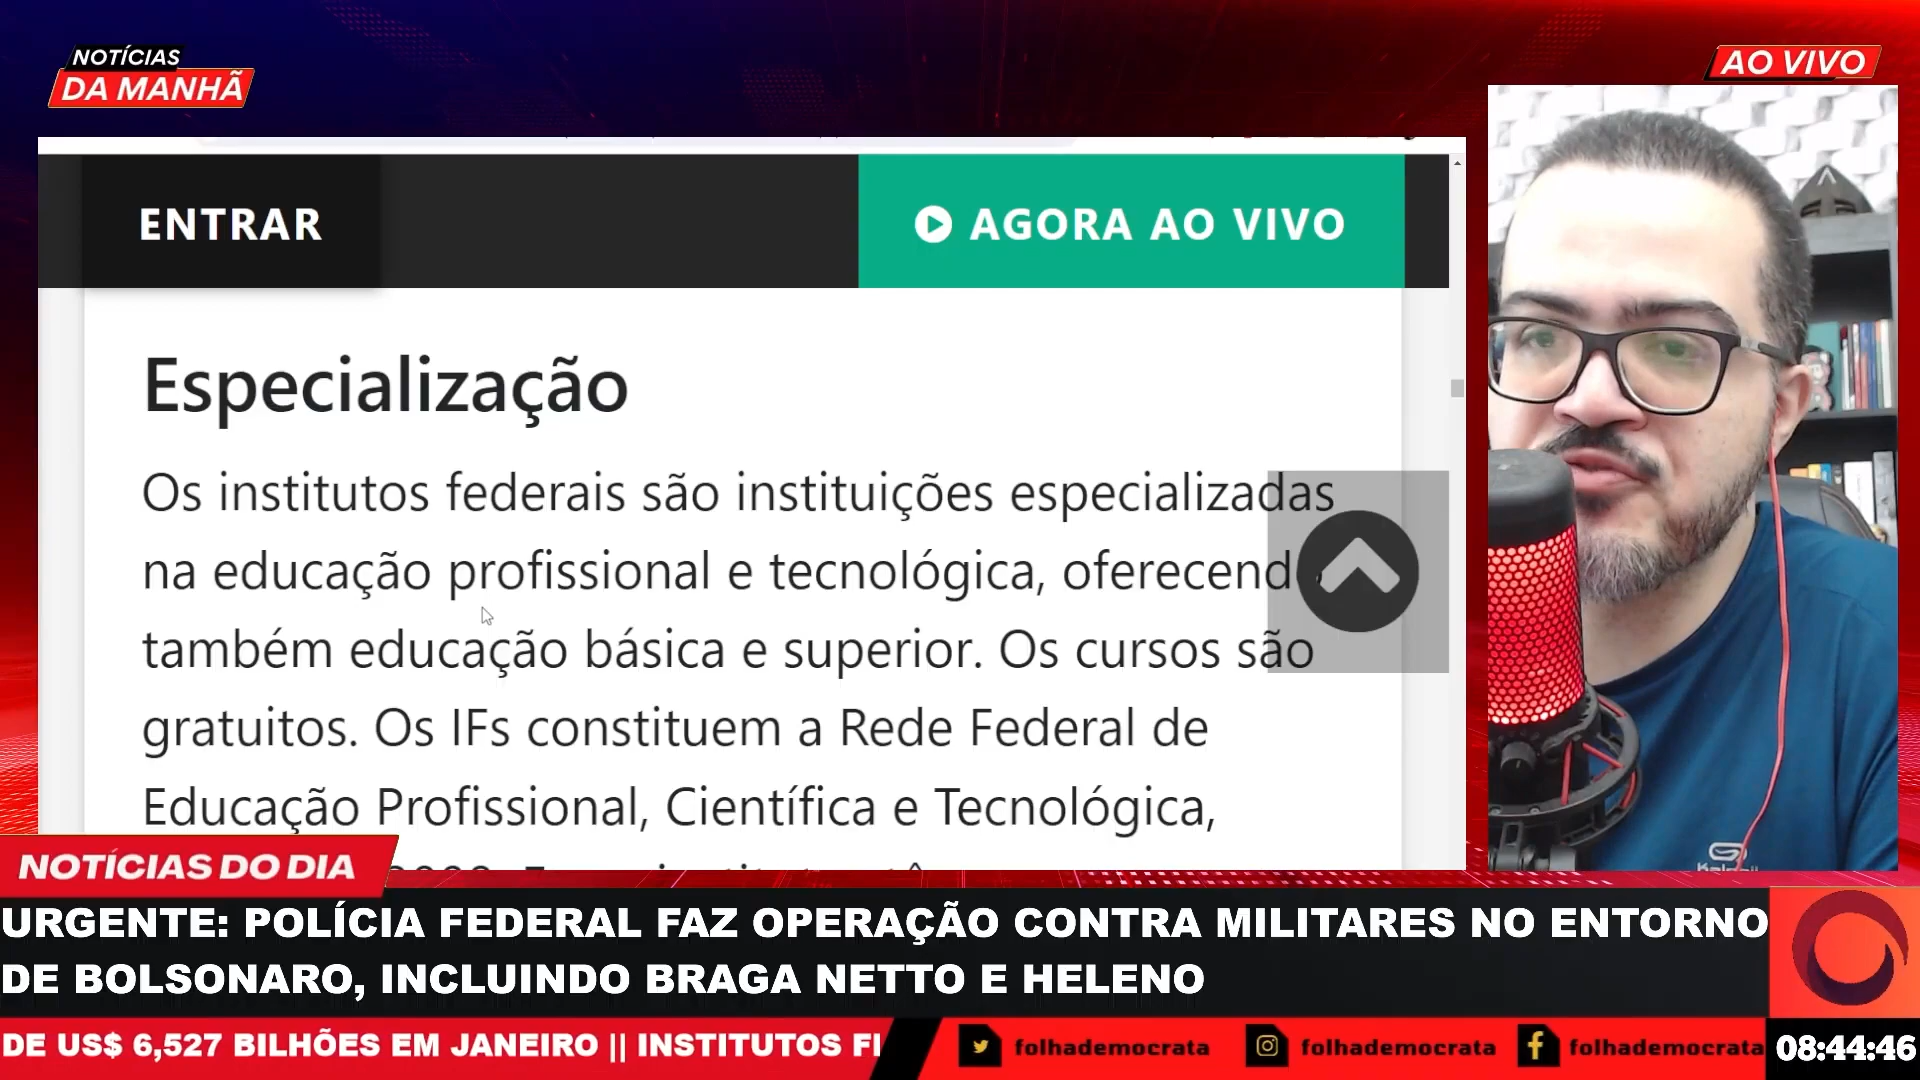 NOTÍCIAS
DA MANHÃ
AO VIVO
ENTRAR
AGORA AO VIVO
Especialização
Os institutos federais são instituições especializadas
na educação profissional e tecnológica, oferecend
também educação básica e superior. Os cursos são
gratuitos. Os IFs constituem a Rede Federal de
Educação Profissional, Científica e Tecnológica,
NOTÍCIAS DO DIA
URGENTE: POLÍCIA FEDERAL FAZ OPERAÇÃO CONTRA MILITARES NO ENTORNO
DE BOLSONARO, INCLUINDO BRAGA NETTO E HELENO
DE US$ 6,527 BILHÕES EM JANEIRO || INSTITUTOS FI
folhademocrata
folhademocrata
folhademocrata
08:44:46